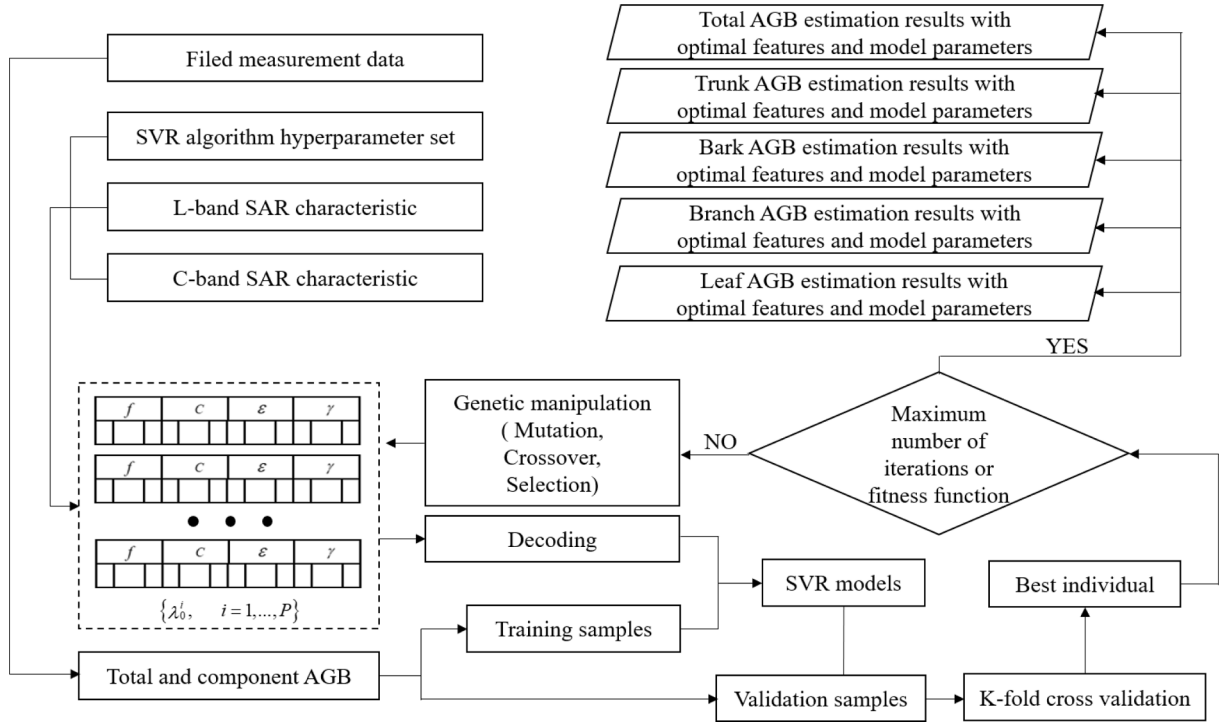 Filed measurement data
SVR algorithm hyperparameter set
L-band SAR characteristic
C-band SAR characteristic
Total AGB estimation results with
optimal features and model parameters
Trunk AGB estimation results with
optimal features and model parameters
Bark AGB estimation results with
optimal features and model parameters
Branch AGB estimation results with
optimal features and model parameters
Leaf AGB estimation results with
optimal features and model parameters
YES
f C ε γ
f C ε γ
• • •
f C ε γ
{λ₀ⁱ, i = 1,..., P}
Genetic manipulation
( Mutation,
Crossover,
Selection)
NO
Maximum
number of
iterations or
fitness function
Decoding
SVR models
Best individual
Training samples
Total and component AGB
Validation samples
K-fold cross validation